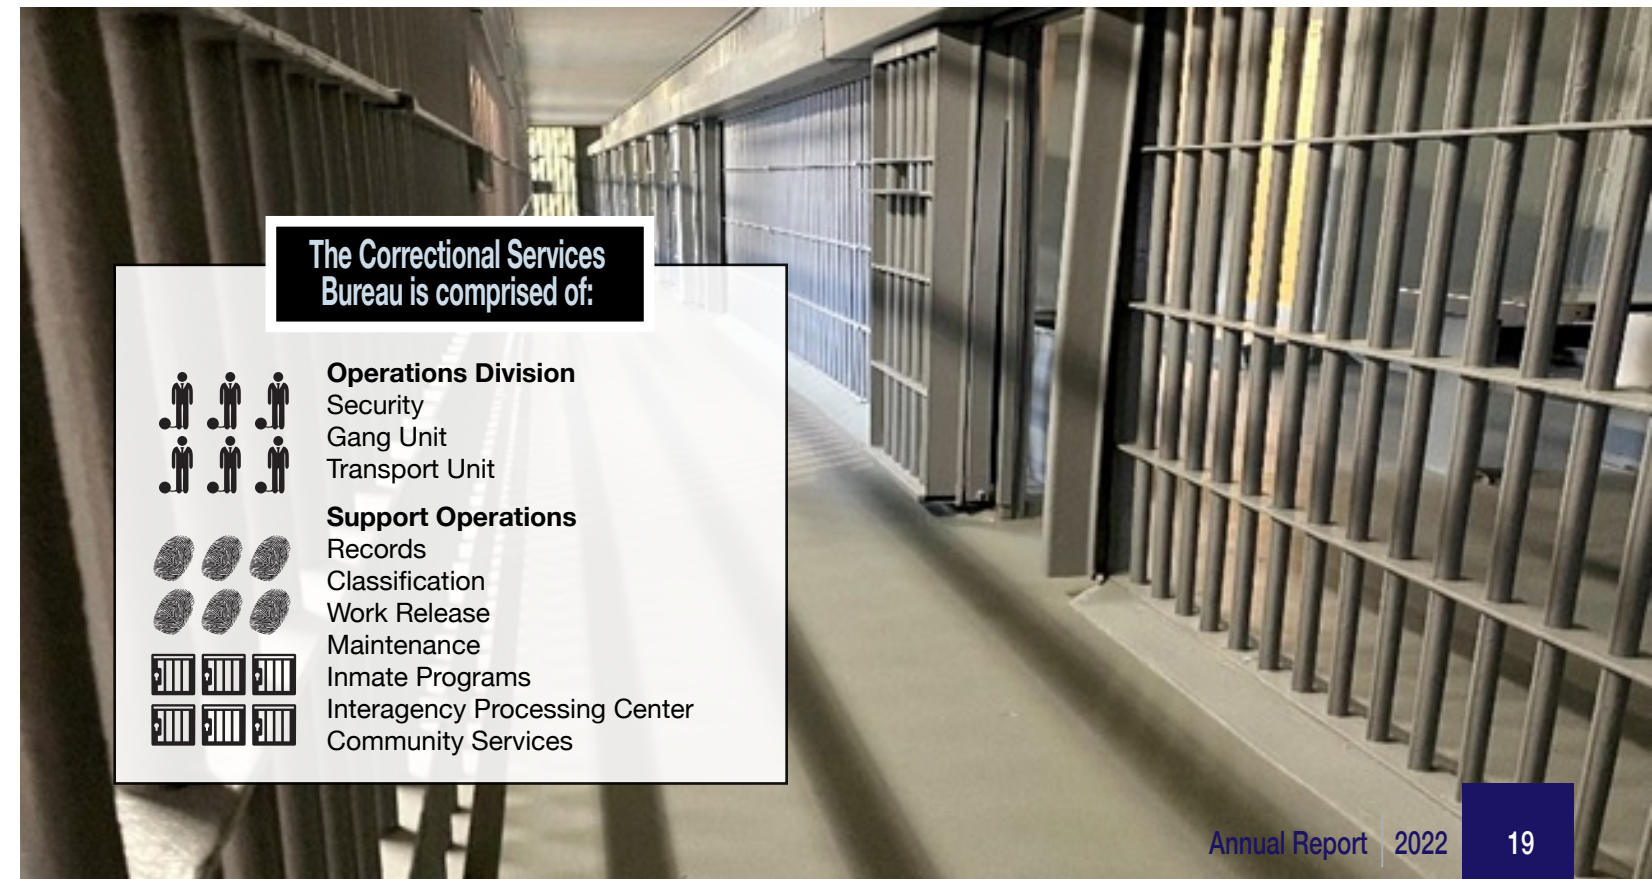 The Correctional Services
Bureau is comprised of:
Operations Division
Security
Gang Unit
Transport Unit
Support Operations
Records
Classification
Work Release
Maintenance
Inmate Programs
Interagency Processing Center
Community Services
Annual Report 2022 19